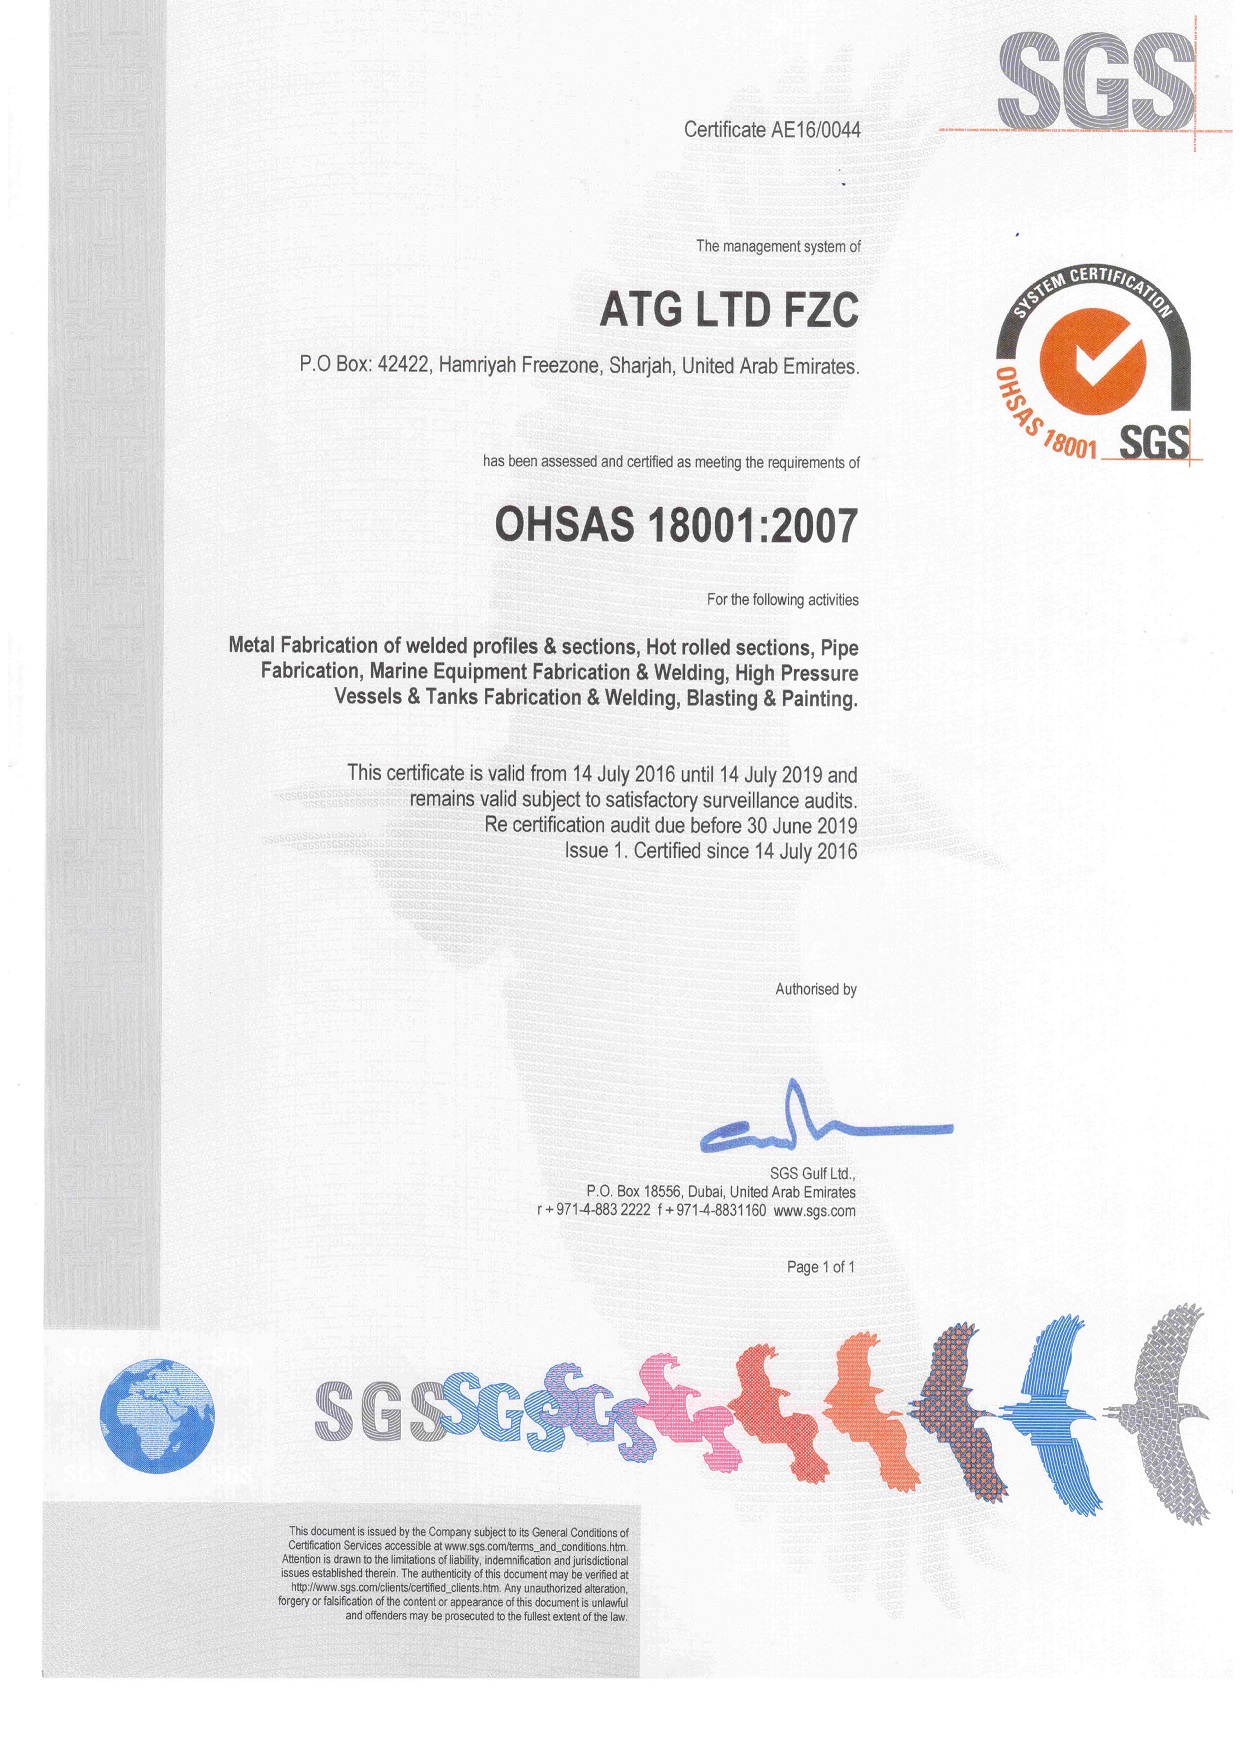 SGS
Certificate AE16/0044
The management system of
ATG LTD FZC
P.O Box: 42422, Hamriyah Freezone, Sharjah, United Arab Emirates.
SYSTEM CERTIFICATION
OHSAS 18001
SGS
has been assessed and certified as meeting the requirements of
OHSAS 18001:2007
For the following activities
Metal Fabrication of welded profiles & sections, Hot rolled sections, Pipe
Fabrication, Marine Equipment Fabrication & Welding, High Pressure
Vessels & Tanks Fabrication & Welding, Blasting & Painting.
This certificate is valid from 14 July 2016 until 14 July 2019 and
remains valid subject to satisfactory surveillance audits.
Re certification audit due before 30 June 2019
Issue 1. Certified since 14 July 2016
Authorised by
SGS Gulf Ltd.,
P.O. Box 18556, Dubai, United Arab Emirates
r + 971-4-883 2222 f + 971-4-8831160 www.sgs.com
Page 1 of 1
SGS SGS SGS
This document is issued by the Company subject to its General Conditions of
Certification Services accessible at www.sgs.com/terms_and_conditions.htm.
Attention is drawn to the limitations of liability, indemnification and jurisdictional
issues established therein. The authenticity of this document may be verified at
http://www.sgs.com/clients/certified_clients.htm. Any unauthorized alteration,
forgery or falsification of the content or appearance of this document is unlawful
and offenders may be prosecuted to the fullest extent of the law.